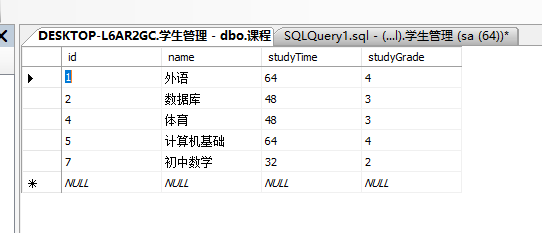 DESKTOP-L6AR2GC.学生管理 - dbo.课程 SQLQuery1.sql - (...l).学生管理 (sa (64))*
id name studyTime studyGrade
1 外语 64 4
2 数据库 48 3
4 体育 48 3
5 计算机基础 64 4
7 初中数学 32 2
NULL NULL NULL NULL